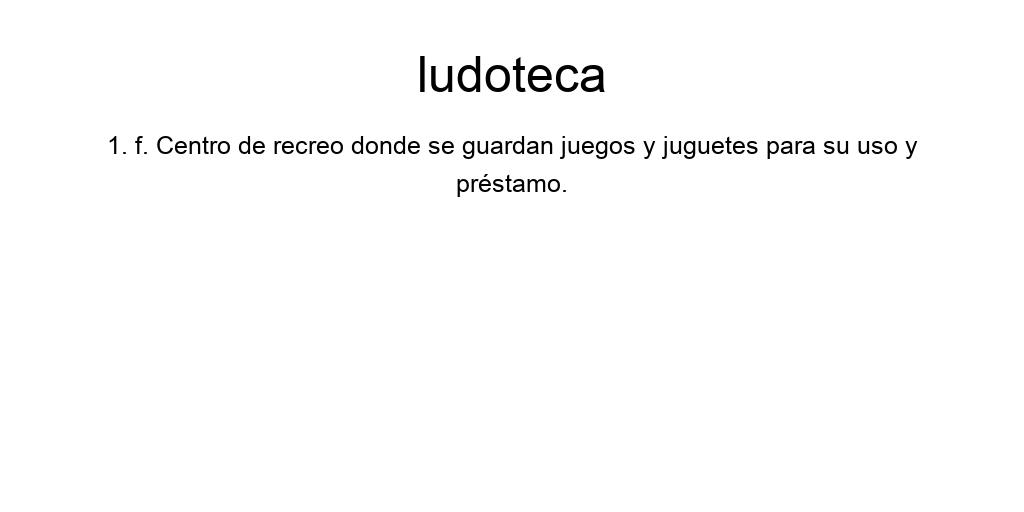 ludoteca
1. f. Centro de recreo donde se guardan juegos y juguetes para su uso y
préstamo.